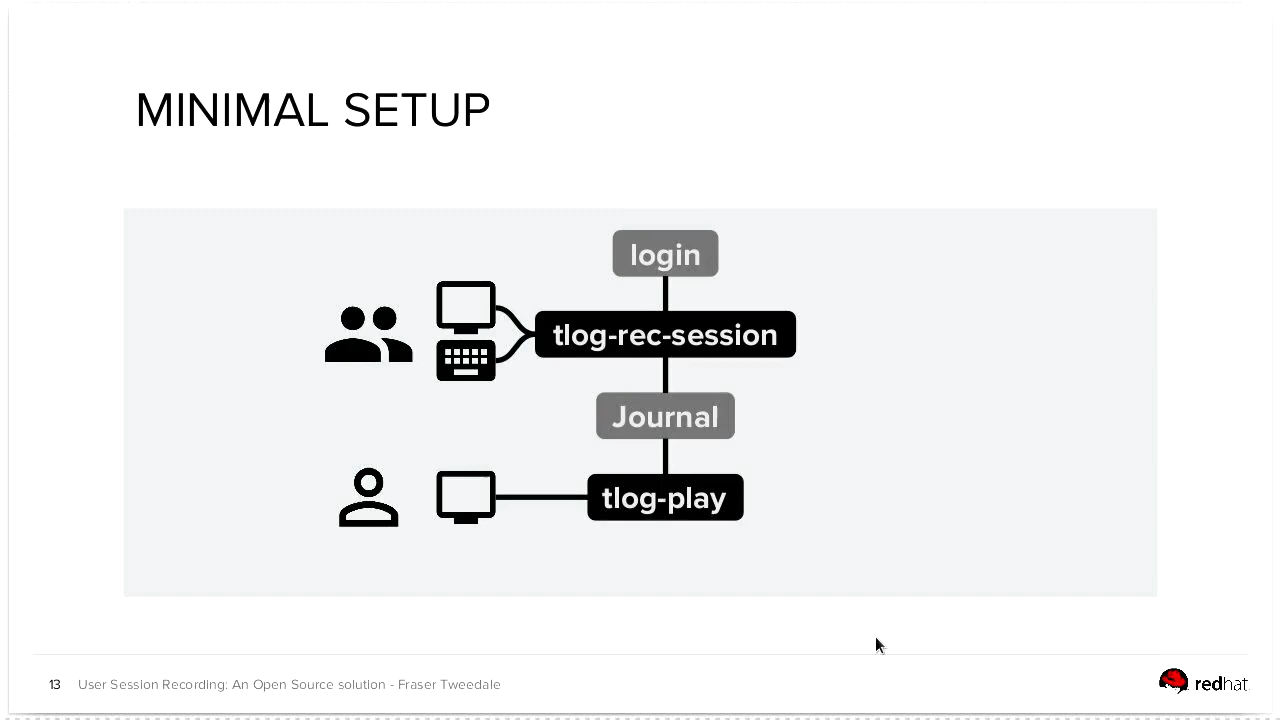 MINIMAL SETUP
login
tlog-rec-session
Journal
tlog-play
13 User Session Recording: An Open Source solution - Fraser Tweedale
redhat.